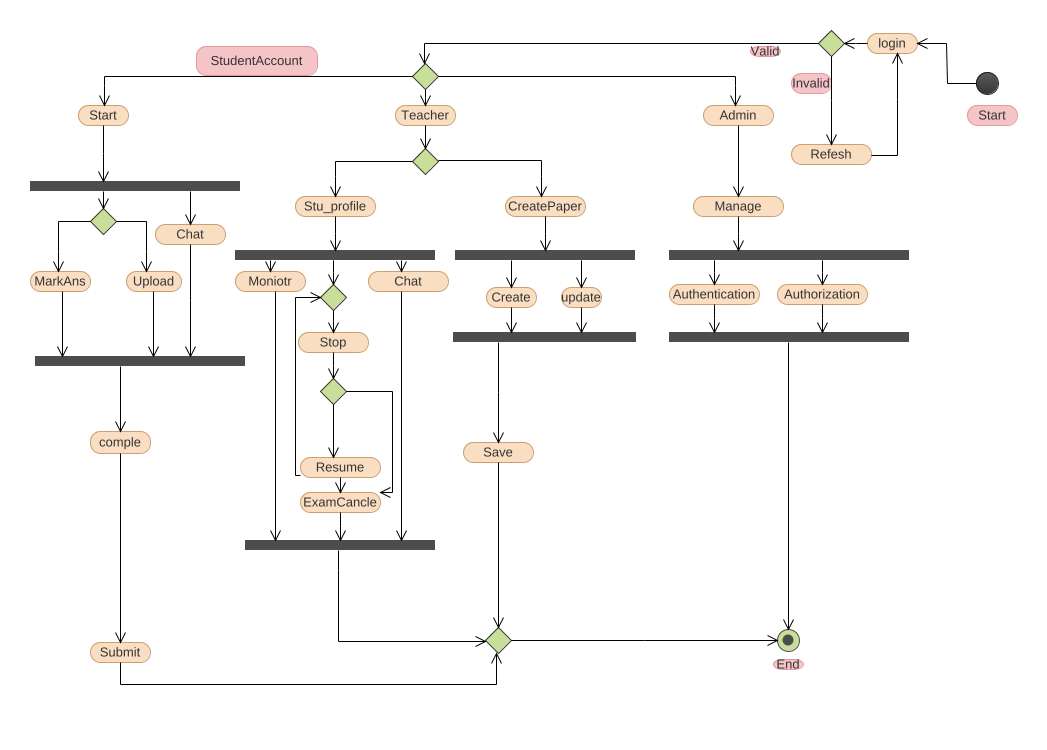 login
Valid
StudentAccount
Invalid
Start
Teacher
Admin
Start
Refesh
Stu_profile
CreatePaper
Manage
Chat
MarkAns
Upload
Moniotr
Chat
Create
update
Authentication
Authorization
Stop
comple
Save
Resume
ExamCancle
Submit
End